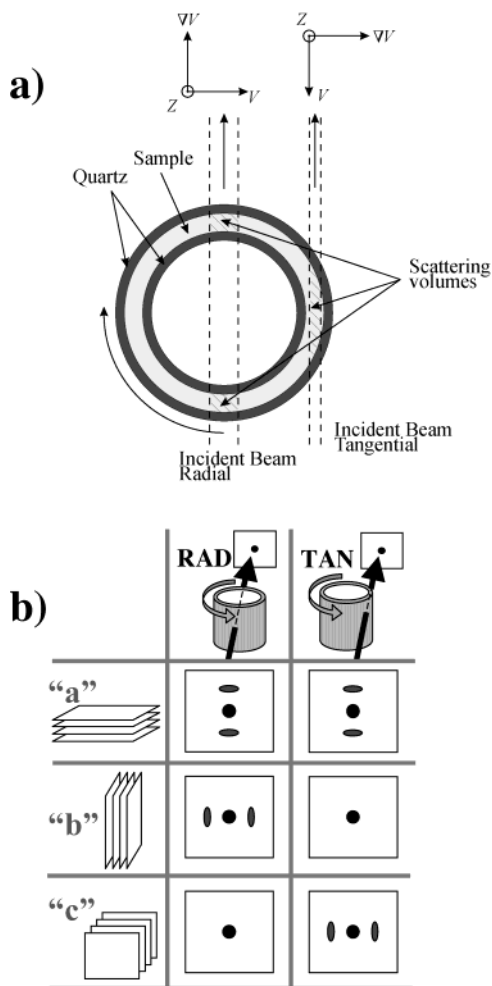 ∇V
Z
V
Z
∇V
V
a)
Sample
Quartz
Scattering
volumes
Incident Beam
Radial
Incident Beam
Tangential
b)
RAD
TAN
“a”
“b”
“c”